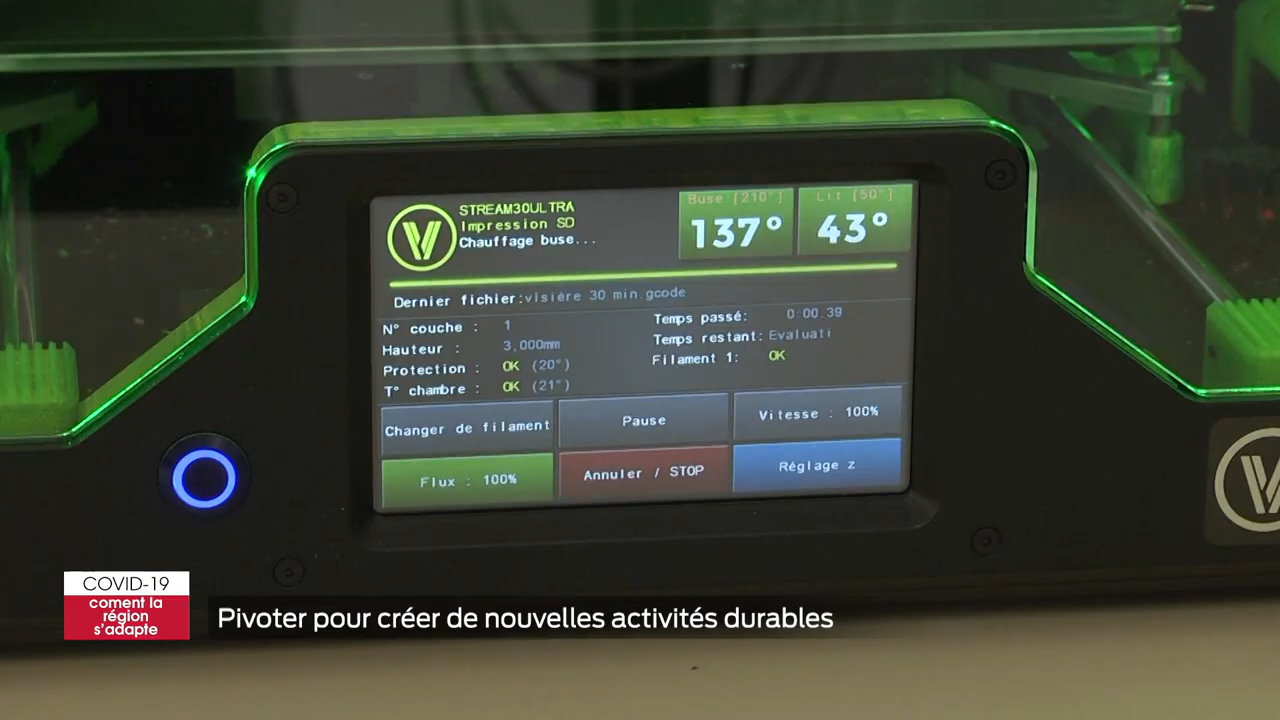 STREAM30ULTRA
Impression SD
Chauffage buse...
Buse [210°]
137°
Lit [50°]
43°
Dernier fichier:visiére 30 min gcode
N° couche : 1
Hauteur : 3,000mm
Protection : OK (20°)
T° chambre : OK (21°)
Temps passé: 0:00.39
Temps restant: Evaluati
Filament 1: OK
Changer de filament
Pause
Vitesse : 100%
Flux : 100%
Annuler / STOP
Réglage z
COVID-19
coment la
région
s'adapte
Pivoter pour créer de nouvelles activités durables